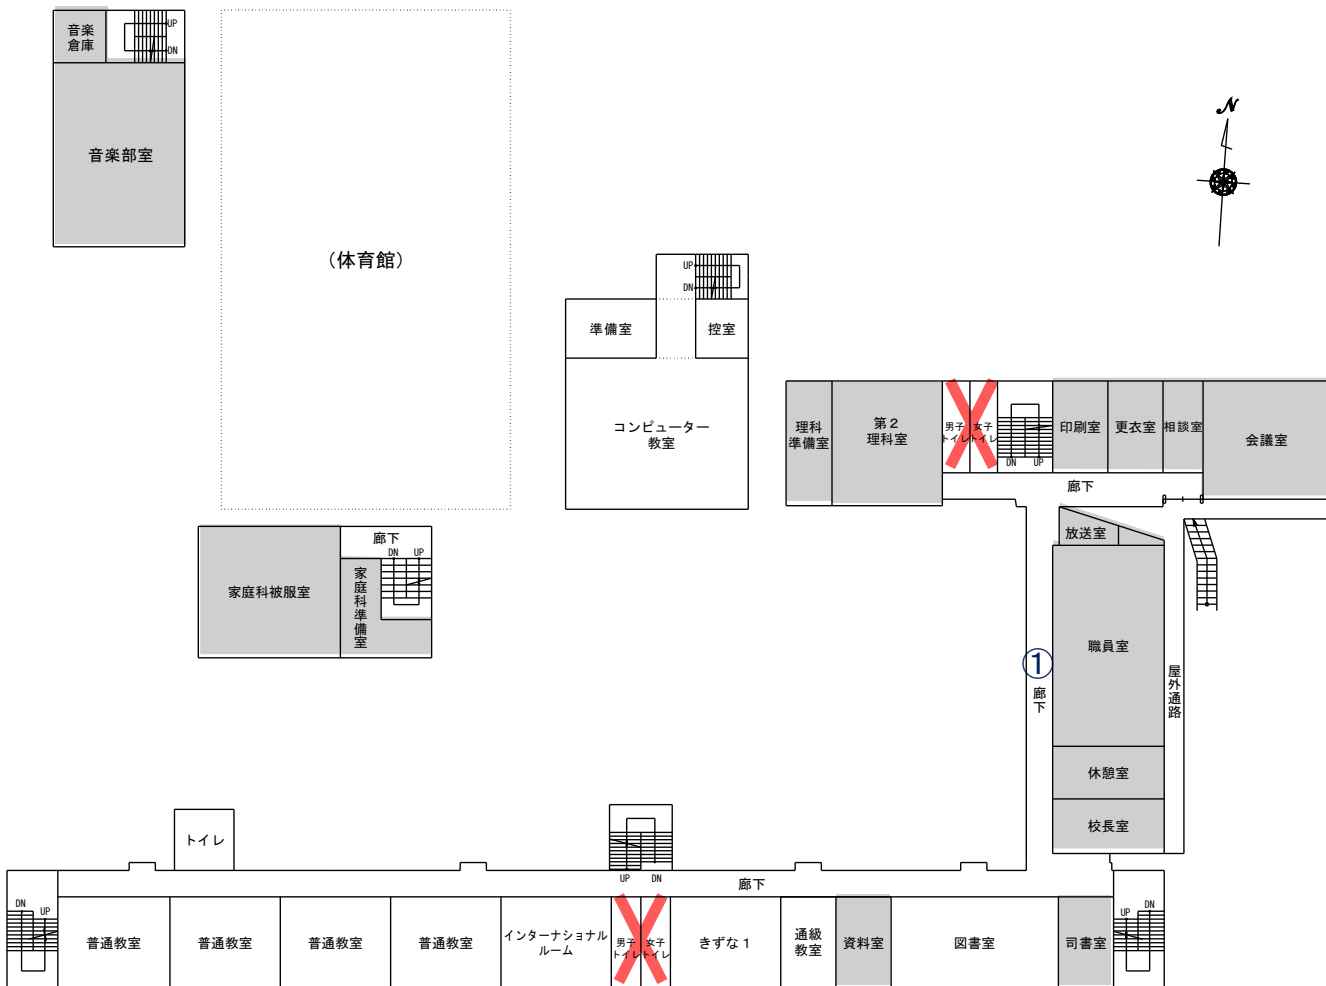 音楽
倉庫
UP
DN
音楽部室
(体育館)
N
UP
DN
準備室
控室
コンピューター
教室
理科
準備室
第2
理科室
男子
トイレ
女子
トイレ
DN
UP
印刷室
更衣室
相談室
会議室
廊下
放送室
職員室
①
廊下
屋外通路
休憩室
校長室
家庭科被服室
廊下
DN
UP
家庭科準備室
トイレ
UP
DN
廊下
DN
UP
普通教室
普通教室
普通教室
普通教室
インターナショナル
ルーム
男子
トイレ
女子
トイレ
きずな1
通級
教室
資料室
図書室
司書室
UP
DN